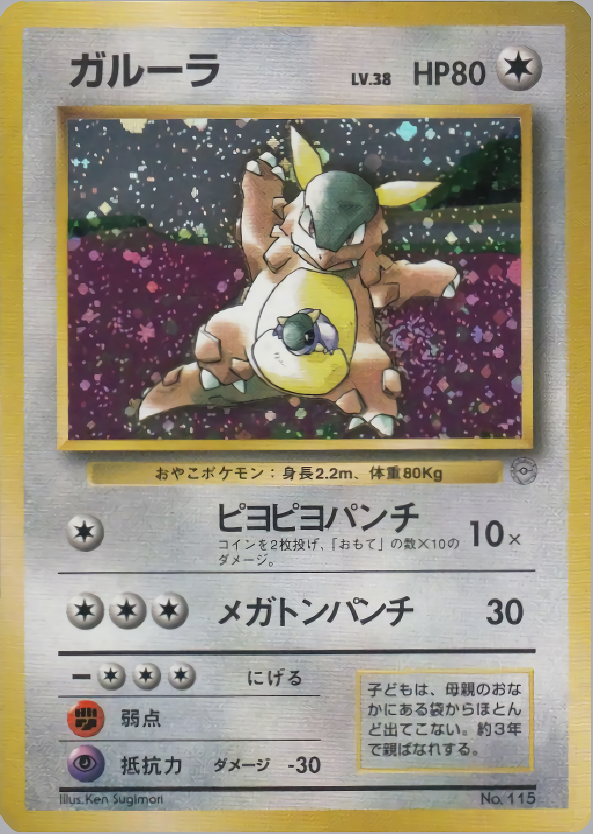 ガルーラ LV.38 HP80
おやこポケモン：身長2.2m、体重80Kg
ピヨピヨパンチ 10×
コインを2枚投げ、「おもて」の数×10の
ダメージ。
メガトンパンチ 30
ー にげる
弱点
抵抗力 ダメージ -30
子どもは、母親のおな
かにある袋からほとん
ど出てこない。約3年
で親ばなれする。
Illus. Ken Sugimori No. 115